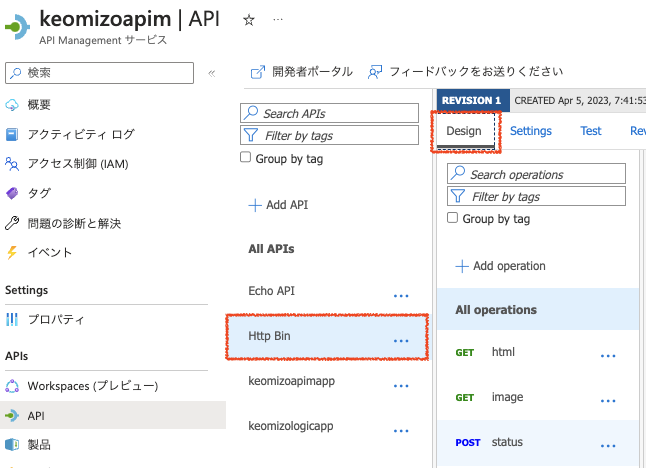 keomizoapim | API
API Management サービス
検索
概要
アクティビティ ログ
アクセス制御 (IAM)
タグ
問題の診断と解決
イベント
Settings
プロパティ
APIs
Workspaces (プレビュー)
API
製品
開発者ポータル
フィードバックをお送りください
Search APIs
Filter by tags
Group by tag
Add API
All APIs
Echo API
Http Bin
keomizoapimapp
keomizologicapp
REVISION 1 CREATED Apr 5, 2023, 7:41:53
Design Settings Test Rev
Search operations
Filter by tags
Group by tag
Add operation
All operations
GET html
GET image
POST status